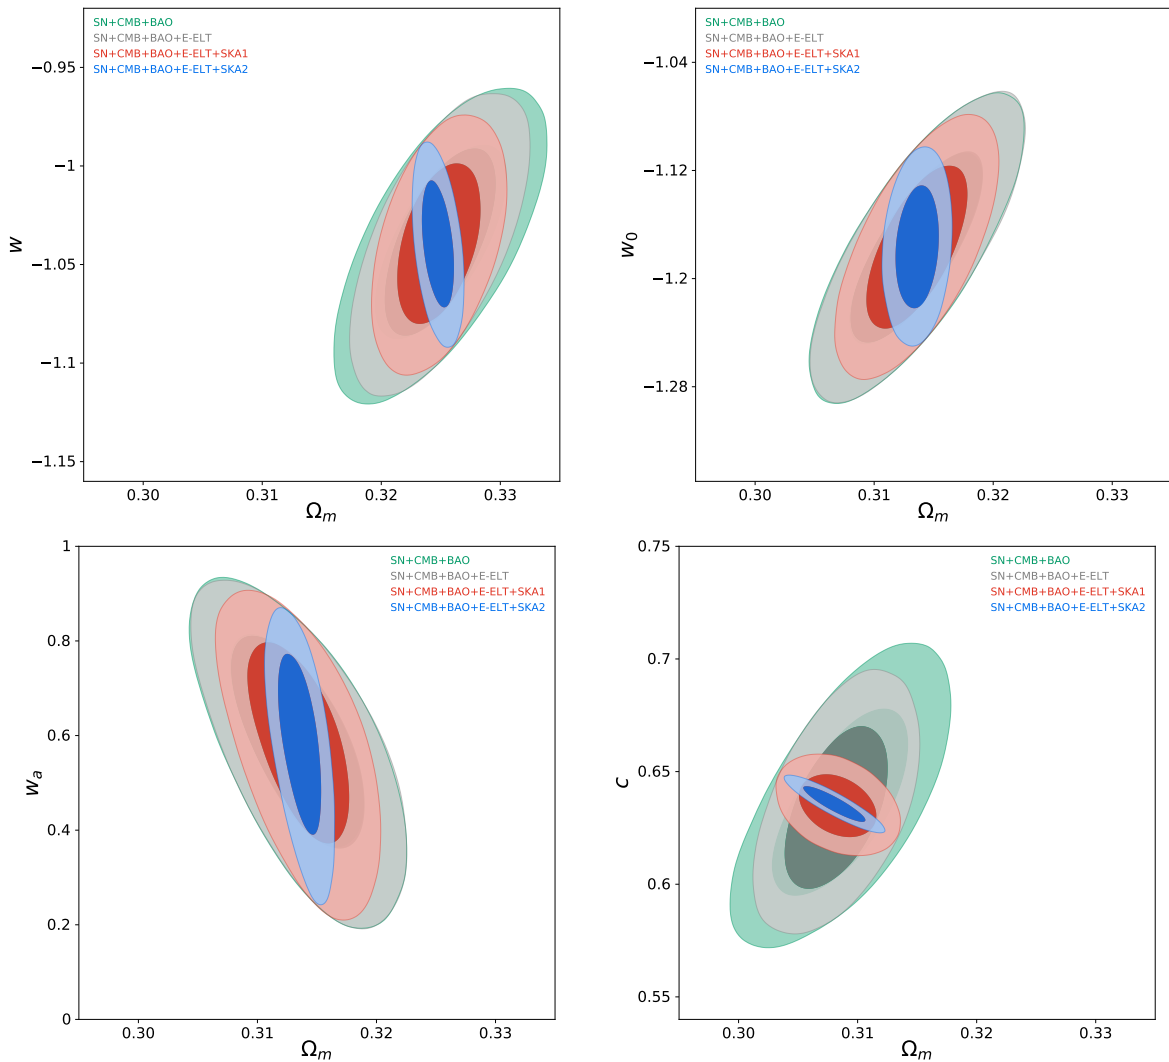 SN+CMB+BAO
SN+CMB+BAO+E-ELT
SN+CMB+BAO+E-ELT+SKA1
SN+CMB+BAO+E-ELT+SKA2
−0.95
−1
−1.05
−1.1
−1.15
w
0.30
0.31
0.32
0.33
Ωm
SN+CMB+BAO
SN+CMB+BAO+E-ELT
SN+CMB+BAO+E-ELT+SKA1
SN+CMB+BAO+E-ELT+SKA2
−1.04
−1.12
−1.2
−1.28
w0
0.30
0.31
0.32
0.33
Ωm
SN+CMB+BAO
SN+CMB+BAO+E-ELT
SN+CMB+BAO+E-ELT+SKA1
SN+CMB+BAO+E-ELT+SKA2
1
0.8
0.6
0.4
0.2
0
wa
0.30
0.31
0.32
0.33
Ωm
SN+CMB+BAO
SN+CMB+BAO+E-ELT
SN+CMB+BAO+E-ELT+SKA1
SN+CMB+BAO+E-ELT+SKA2
0.75
0.7
0.65
0.6
0.55
c
0.30
0.31
0.32
0.33
Ωm